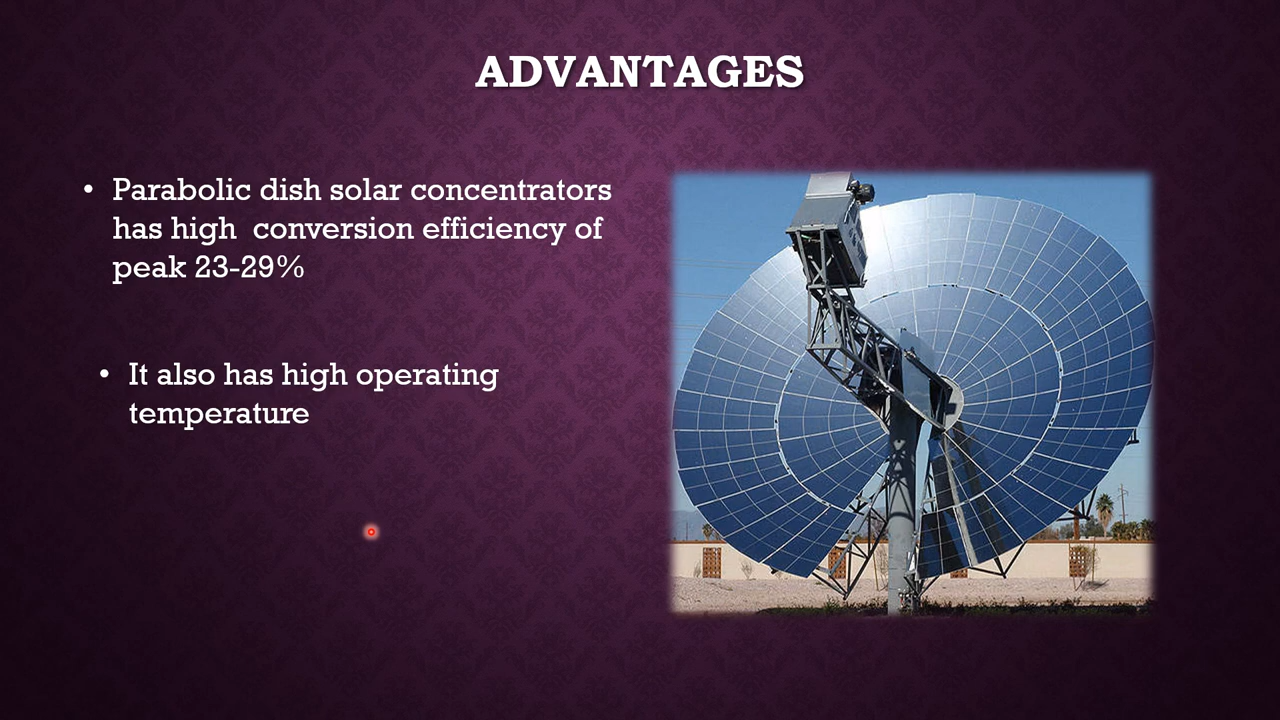 ADVANTAGES
• Parabolic dish solar concentrators
has high  conversion efficiency of
peak 23-29%
• It also has high operating
temperature